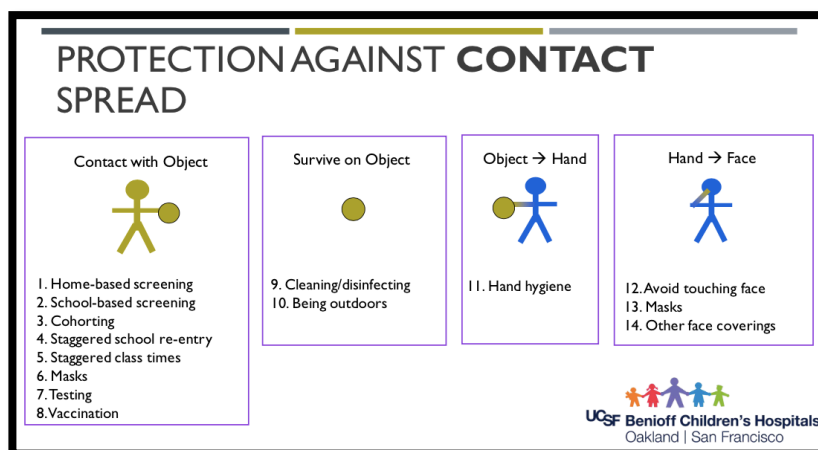 PROTECTION AGAINST CONTACT
SPREAD
Contact with Object
1. Home-based screening
2. School-based screening
3. Cohorting
4. Staggered school re-entry
5. Staggered class times
6. Masks
7. Testing
8. Vaccination
Survive on Object
9. Cleaning/disinfecting
10. Being outdoors
Object → Hand
11. Hand hygiene
Hand → Face
12. Avoid touching face
13. Masks
14. Other face coverings
UCSF Benioff Children's Hospitals
Oakland | San Francisco